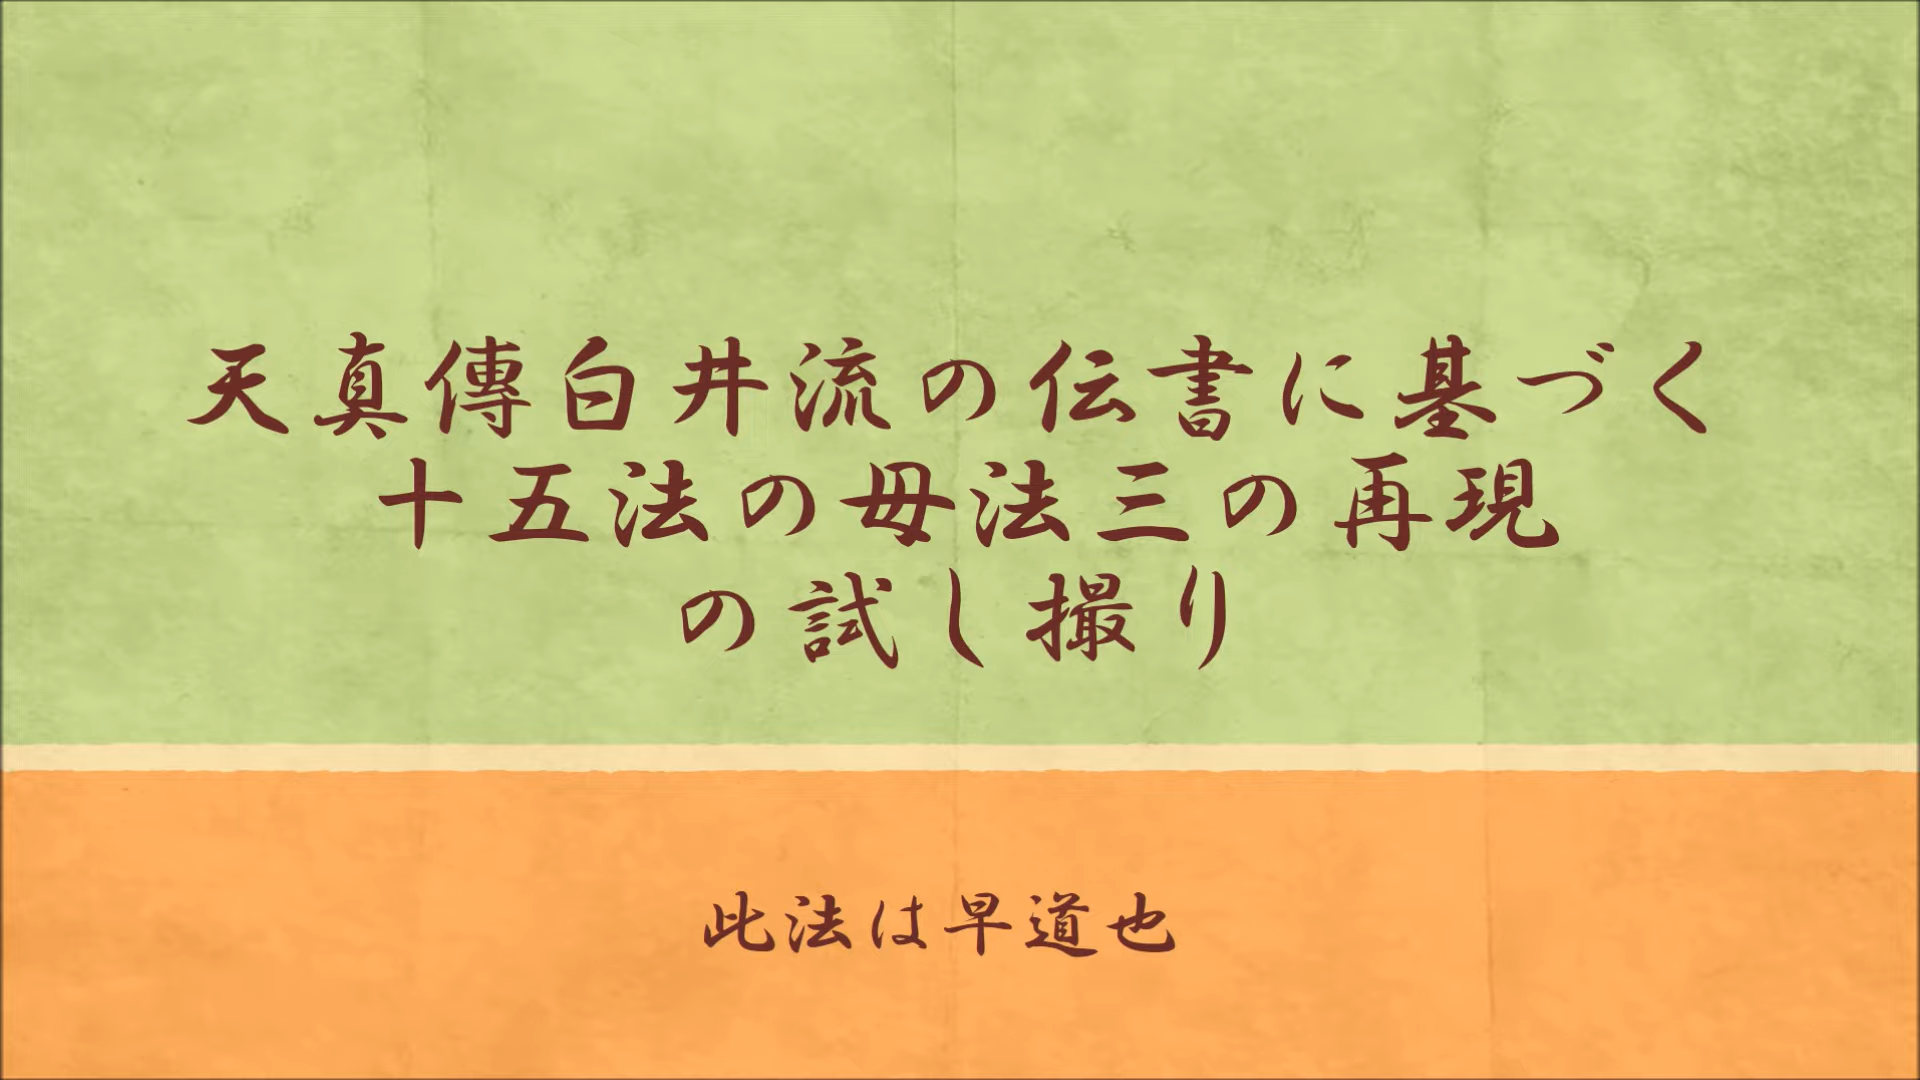 天真傳白井流の伝書に基づく
十五法の毋法三の再現
の試し撮り
此法は早道也